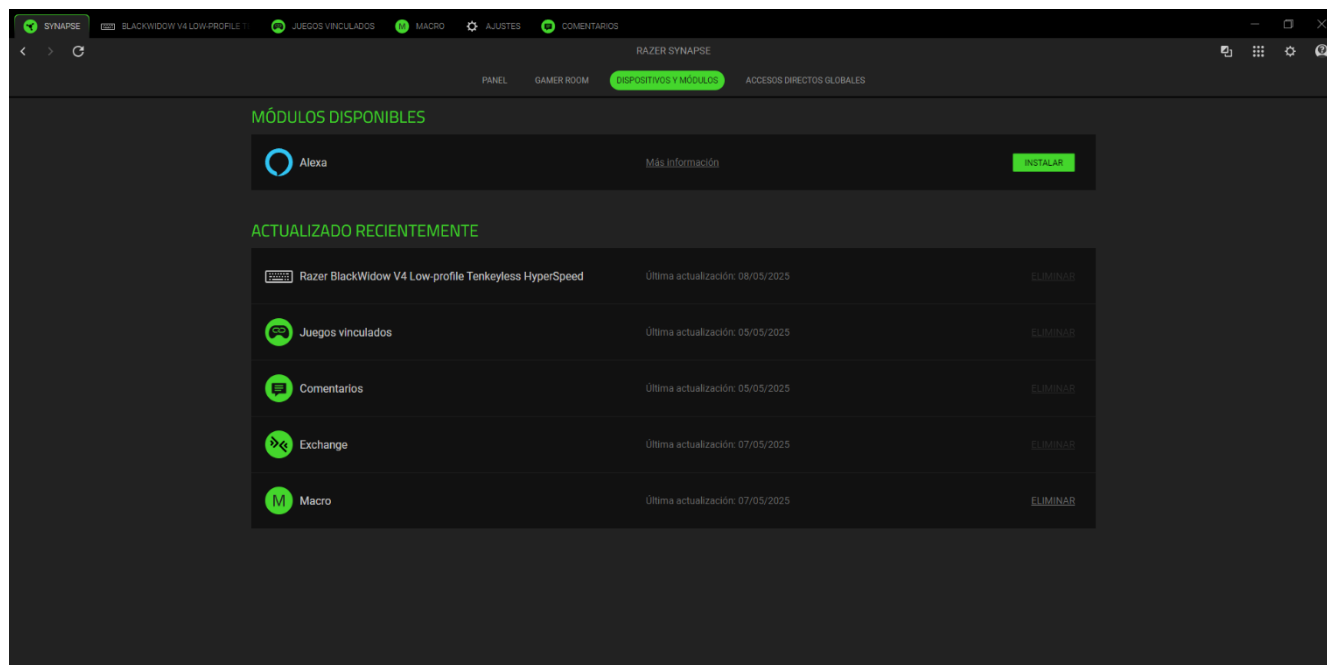 SYNAPSE BLACKWIDOW V4 LOW-PROFILE JUEGOS VINCULADOS M MACRO AJUSTES COMENTARIOS
RAZER SYNAPSE
PANEL GAMER ROOM DISPOSITIVOS Y MÓDULOS ACCESOS DIRECTOS GLOBALES
MÓDULOS DISPONIBLES
Alexa Más información INSTALAR
ACTUALIZADO RECIENTEMENTE
Razer BlackWidow V4 Low-profile Tenkeyless HyperSpeed Última actualización: 08/05/2025 ELIMINAR
Juegos vinculados Última actualización: 05/05/2025 ELIMINAR
Comentarios Última actualización: 05/05/2025 ELIMINAR
Exchange Última actualización: 07/05/2025 ELIMINAR
M Macro Última actualización: 07/05/2025 ELIMINAR